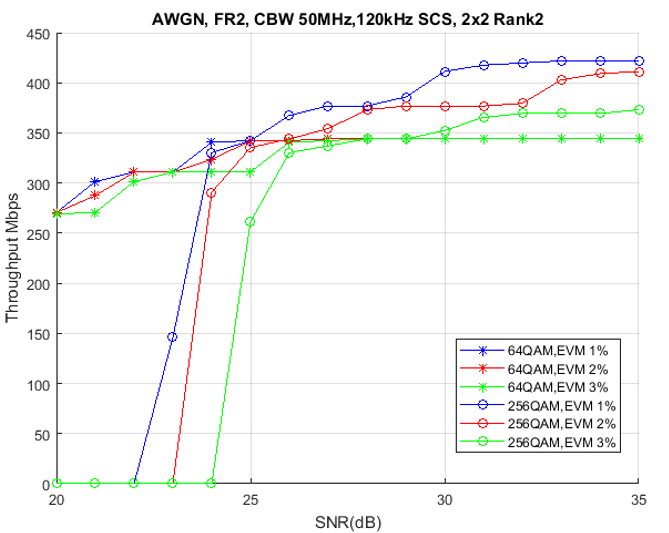 AWGN, FR2, CBW 50MHz,120kHz SCS, 2x2 Rank2
450
400
350
300
250
200
150
100
50
0
Throughput Mbps
64QAM,EVM 1%
64QAM,EVM 2%
64QAM,EVM 3%
256QAM,EVM 1%
256QAM,EVM 2%
256QAM,EVM 3%
20
25
30
35
SNR(dB)